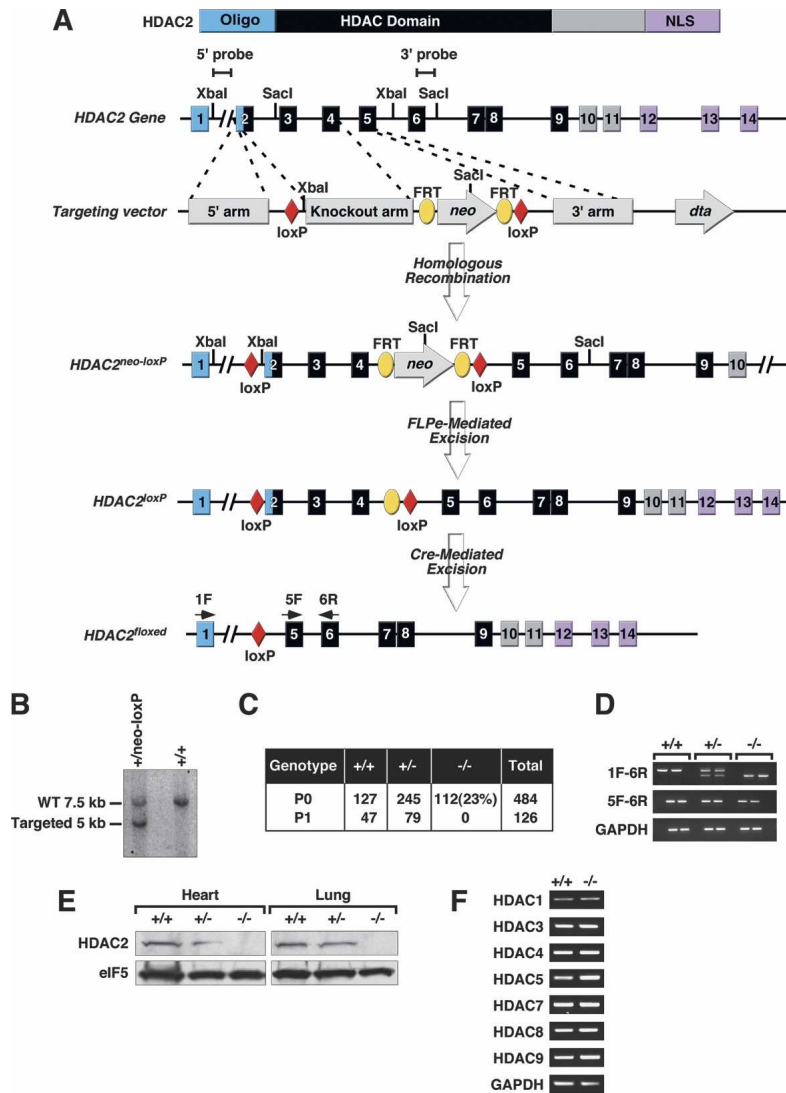 A
HDAC2 Oligo HDAC Domain NLS
5' probe 3' probe
XbaI SacI XbaI SacI
HDAC2 Gene 1 2 3 4 5 6 7 8 9 10 11 12 13 14
XbaI FRT SacI FRT
Targeting vector 5' arm Knockout arm neo 3' arm dta
loxP loxP
Homologous
Recombination
XbaI XbaI FRT SacI FRT SacI
HDAC2neo-loxP 1 2 3 4 neo 5 6 7 8 9 10
loxP loxP
FLPe-Mediated
Excision
HDAC2loxP 1 2 3 4 5 6 7 8 9 10 11 12 13 14
loxP loxP
Cre-Mediated
Excision
1F 5F 6R
HDAC2floxed 1 5 6 7 8 9 10 11 12 13 14
loxP
B
+/neo-loxP +/+
WT 7.5 kb
Targeted 5 kb
C
Genotype +/+ +/- -/- Total
P0 127 245 112(23%) 484
P1 47 79 0 126
D
+/+ +/- -/-
1F-6R
5F-6R
GAPDH
E
Heart Lung
+/+ +/- -/- +/+ +/- -/-
HDAC2
eIF5
F
+/+ -/-
HDAC1
HDAC3
HDAC4
HDAC5
HDAC7
HDAC8
HDAC9
GAPDH